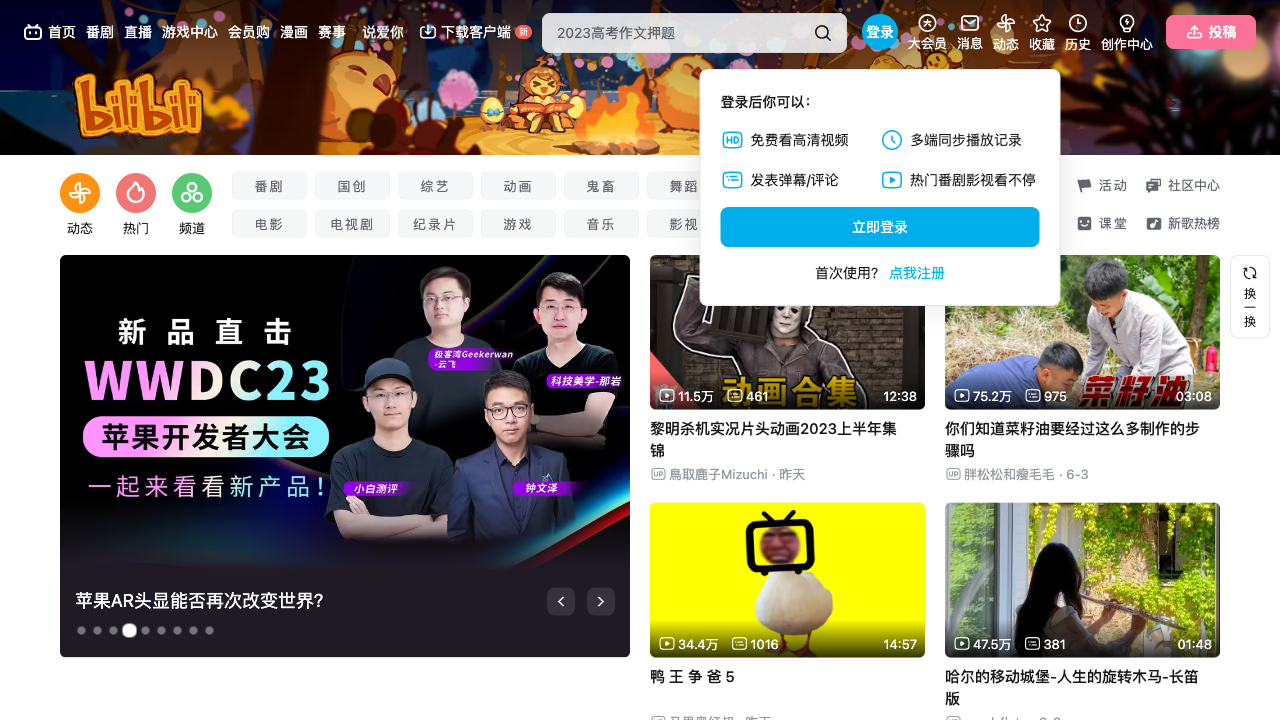 首页 番剧 直播 游戏中心 会员购 漫画 赛事 说爱你 下载客户端 新
2023高考作文押题
登录 大会员 消息 动态 收藏 历史 创作中心 投稿
bilibili
登录后你可以：
HD 免费看高清视频 多端同步播放记录
发表弹幕/评论 热门番剧影视看不停
立即登录
首次使用？ 点我注册
动态 热门 频道
番剧 国创 综艺 动画 鬼畜 舞蹈
活动 社区中心
电影 电视剧 纪录片 游戏 音乐 影视
课堂 新歌热榜
新品直击
WWDC23
苹果开发者大会
一起来看看新产品！
极客湾Geekerwan
-云飞
科技美学-那岩
小白测评
钟文泽
苹果AR头显能否再次改变世界？
动画合集
11.5万 461 12:38
黎明杀机实况片头动画2023上半年集
锦
UP 鳥取鹿子Mizuchi · 昨天
菜籽油
75.2万 975 03:08
你们知道菜籽油要经过这么多制作的步
骤吗
UP 胖松松和瘦毛毛 · 6-3
换
一
换
34.4万 1016 14:57
鸭 王 争 爸 5
47.5万 381 01:48
哈尔的移动城堡-人生的旋转木马-长笛
版